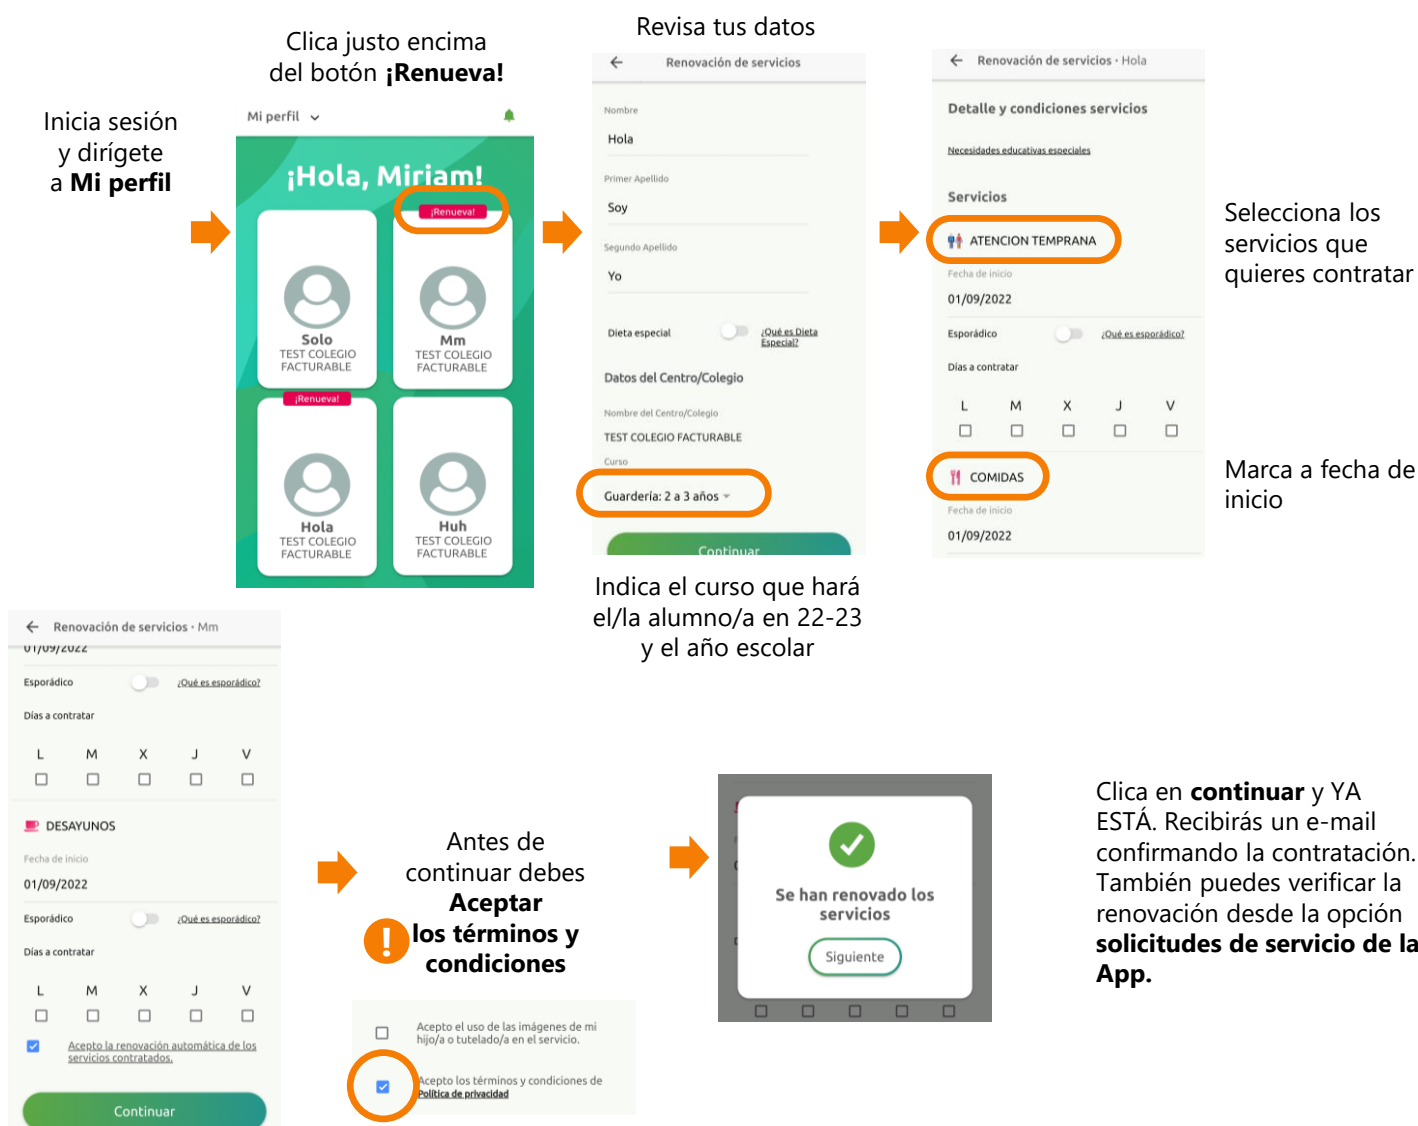 Inicia sesión
y dirígete
a Mi perfil
Clica justo encima
del botón ¡Renueva!
Mi perfil
¡Hola, Miriam!
¡Renueva!
Solo
TEST COLEGIO
FACTURABLE
Mm
TEST COLEGIO
FACTURABLE
¡Renueva!
Hola
TEST COLEGIO
FACTURABLE
Huh
TEST COLEGIO
FACTURABLE
Revisa tus datos
Renovación de servicios
Nombre
Hola
Primer Apellido
Soy
Segundo Apellido
Yo
Dieta especial
¿Qué es Dieta
Especial?
Datos del Centro/Colegio
Nombre del Centro/Colegio
TEST COLEGIO FACTURABLE
Curso
Guardería: 2 a 3 años
Continuar
Indica el curso que hará
el/la alumno/a en 22-23
y el año escolar
Renovación de servicios · Hola
Detalle y condiciones servicios
Necesidades educativas especiales
Servicios
ATENCION TEMPRANA
Fecha de inicio
01/09/2022
Esporádico
¿Qué es esporádico?
Días a contratar
L M X J V
COMIDAS
Fecha de inicio
01/09/2022
Selecciona los
servicios que
quieres contratar
Marca a fecha de
inicio
Renovación de servicios · Mm
01/09/2022
Esporádico
¿Qué es esporádico?
Días a contratar
L M X J V
DESAYUNOS
Fecha de inicio
01/09/2022
Esporádico
¿Qué es esporádico?
Días a contratar
L M X J V
Acepto la renovación automática de los
servicios contratados.
Continuar
Antes de
continuar debes
Aceptar
los términos y
condiciones
!
Acepto el uso de las imágenes de mi
hijo/a o tutelado/a en el servicio.
Acepto los términos y condiciones de
Política de privacidad
Se han renovado los
servicios
Siguiente
Clica en continuar y YA
ESTÁ. Recibirás un e-mail
confirmando la contratación.
También puedes verificar la
renovación desde la opción
solicitudes de servicio de la
App.